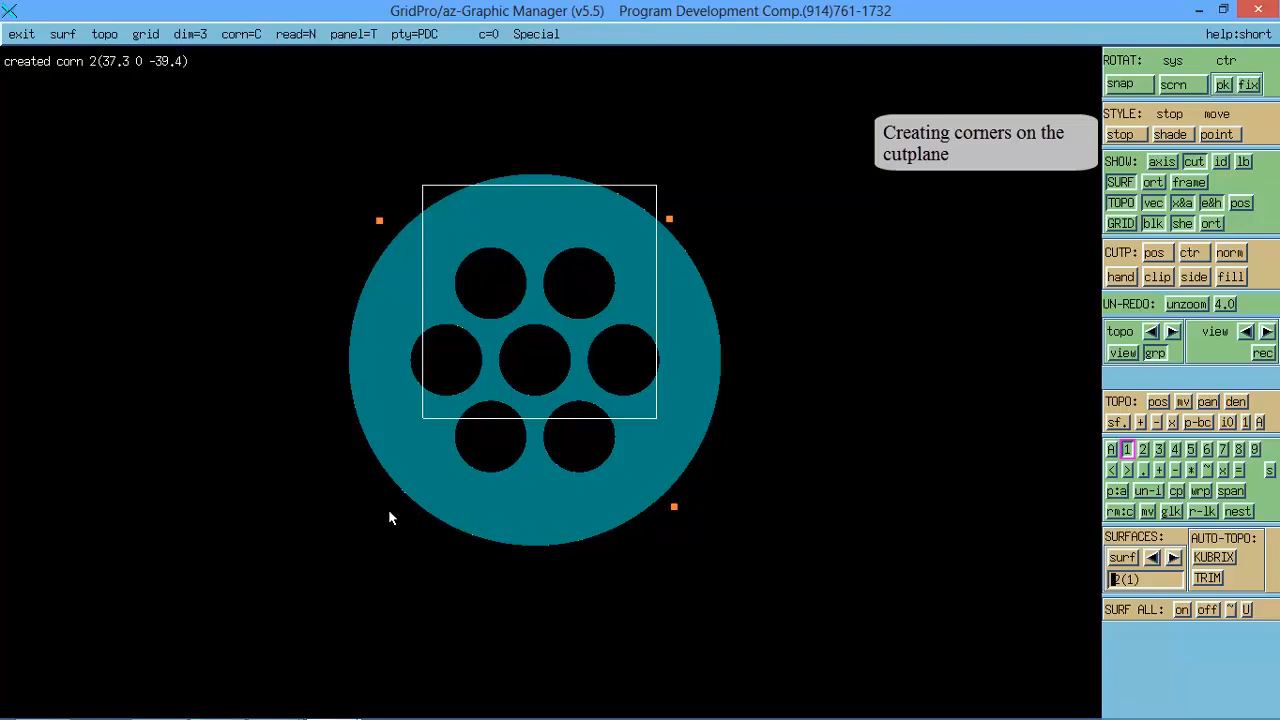 GridPro/az-Graphic Manager (v5.5) Program Development Comp.(914)761-1732
exit surf topo grid dim=3 corn=C read=N panel=T pty=PDC c=0 Special help:short
created corn 2(37.3 0 -39.4)
Creating corners on the
cutplane
ROTAT: sys ctr
snap scrn pk fix
STYLE: stop move
stop shade point
SHOW: axis cut id lb
SURF ort frame
TOPO vec x&a e&h pos
GRID blk she ort
CUTP: pos ctr norm
hand clip side fill
UN-REDO: unzoom 4.0
topo view
view grp rec
TOPO: pos mv pan den
sf. + - x p-bc i0 1 A
A 1 2 3 4 5 6 7 8 9
< > . + - * ~ x = s
p:a un-i cp wrp span
rm:c mv glk r-lk nest
SURFACES: AUTO-TOPO:
surf KUBRIX
2(1) TRIM
SURF ALL: on off ~ U